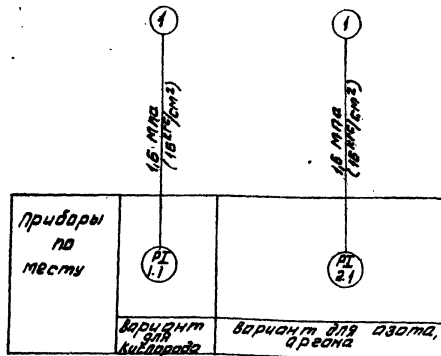 1
1
1,6 МПа
(16 кгс/см²)
1,6 МПа
(16 кгс/см²)
Приборы
по
месту
PI
1.1
PI
2.1
Вариант
для
кислорода
Вариант для азота,
аргона